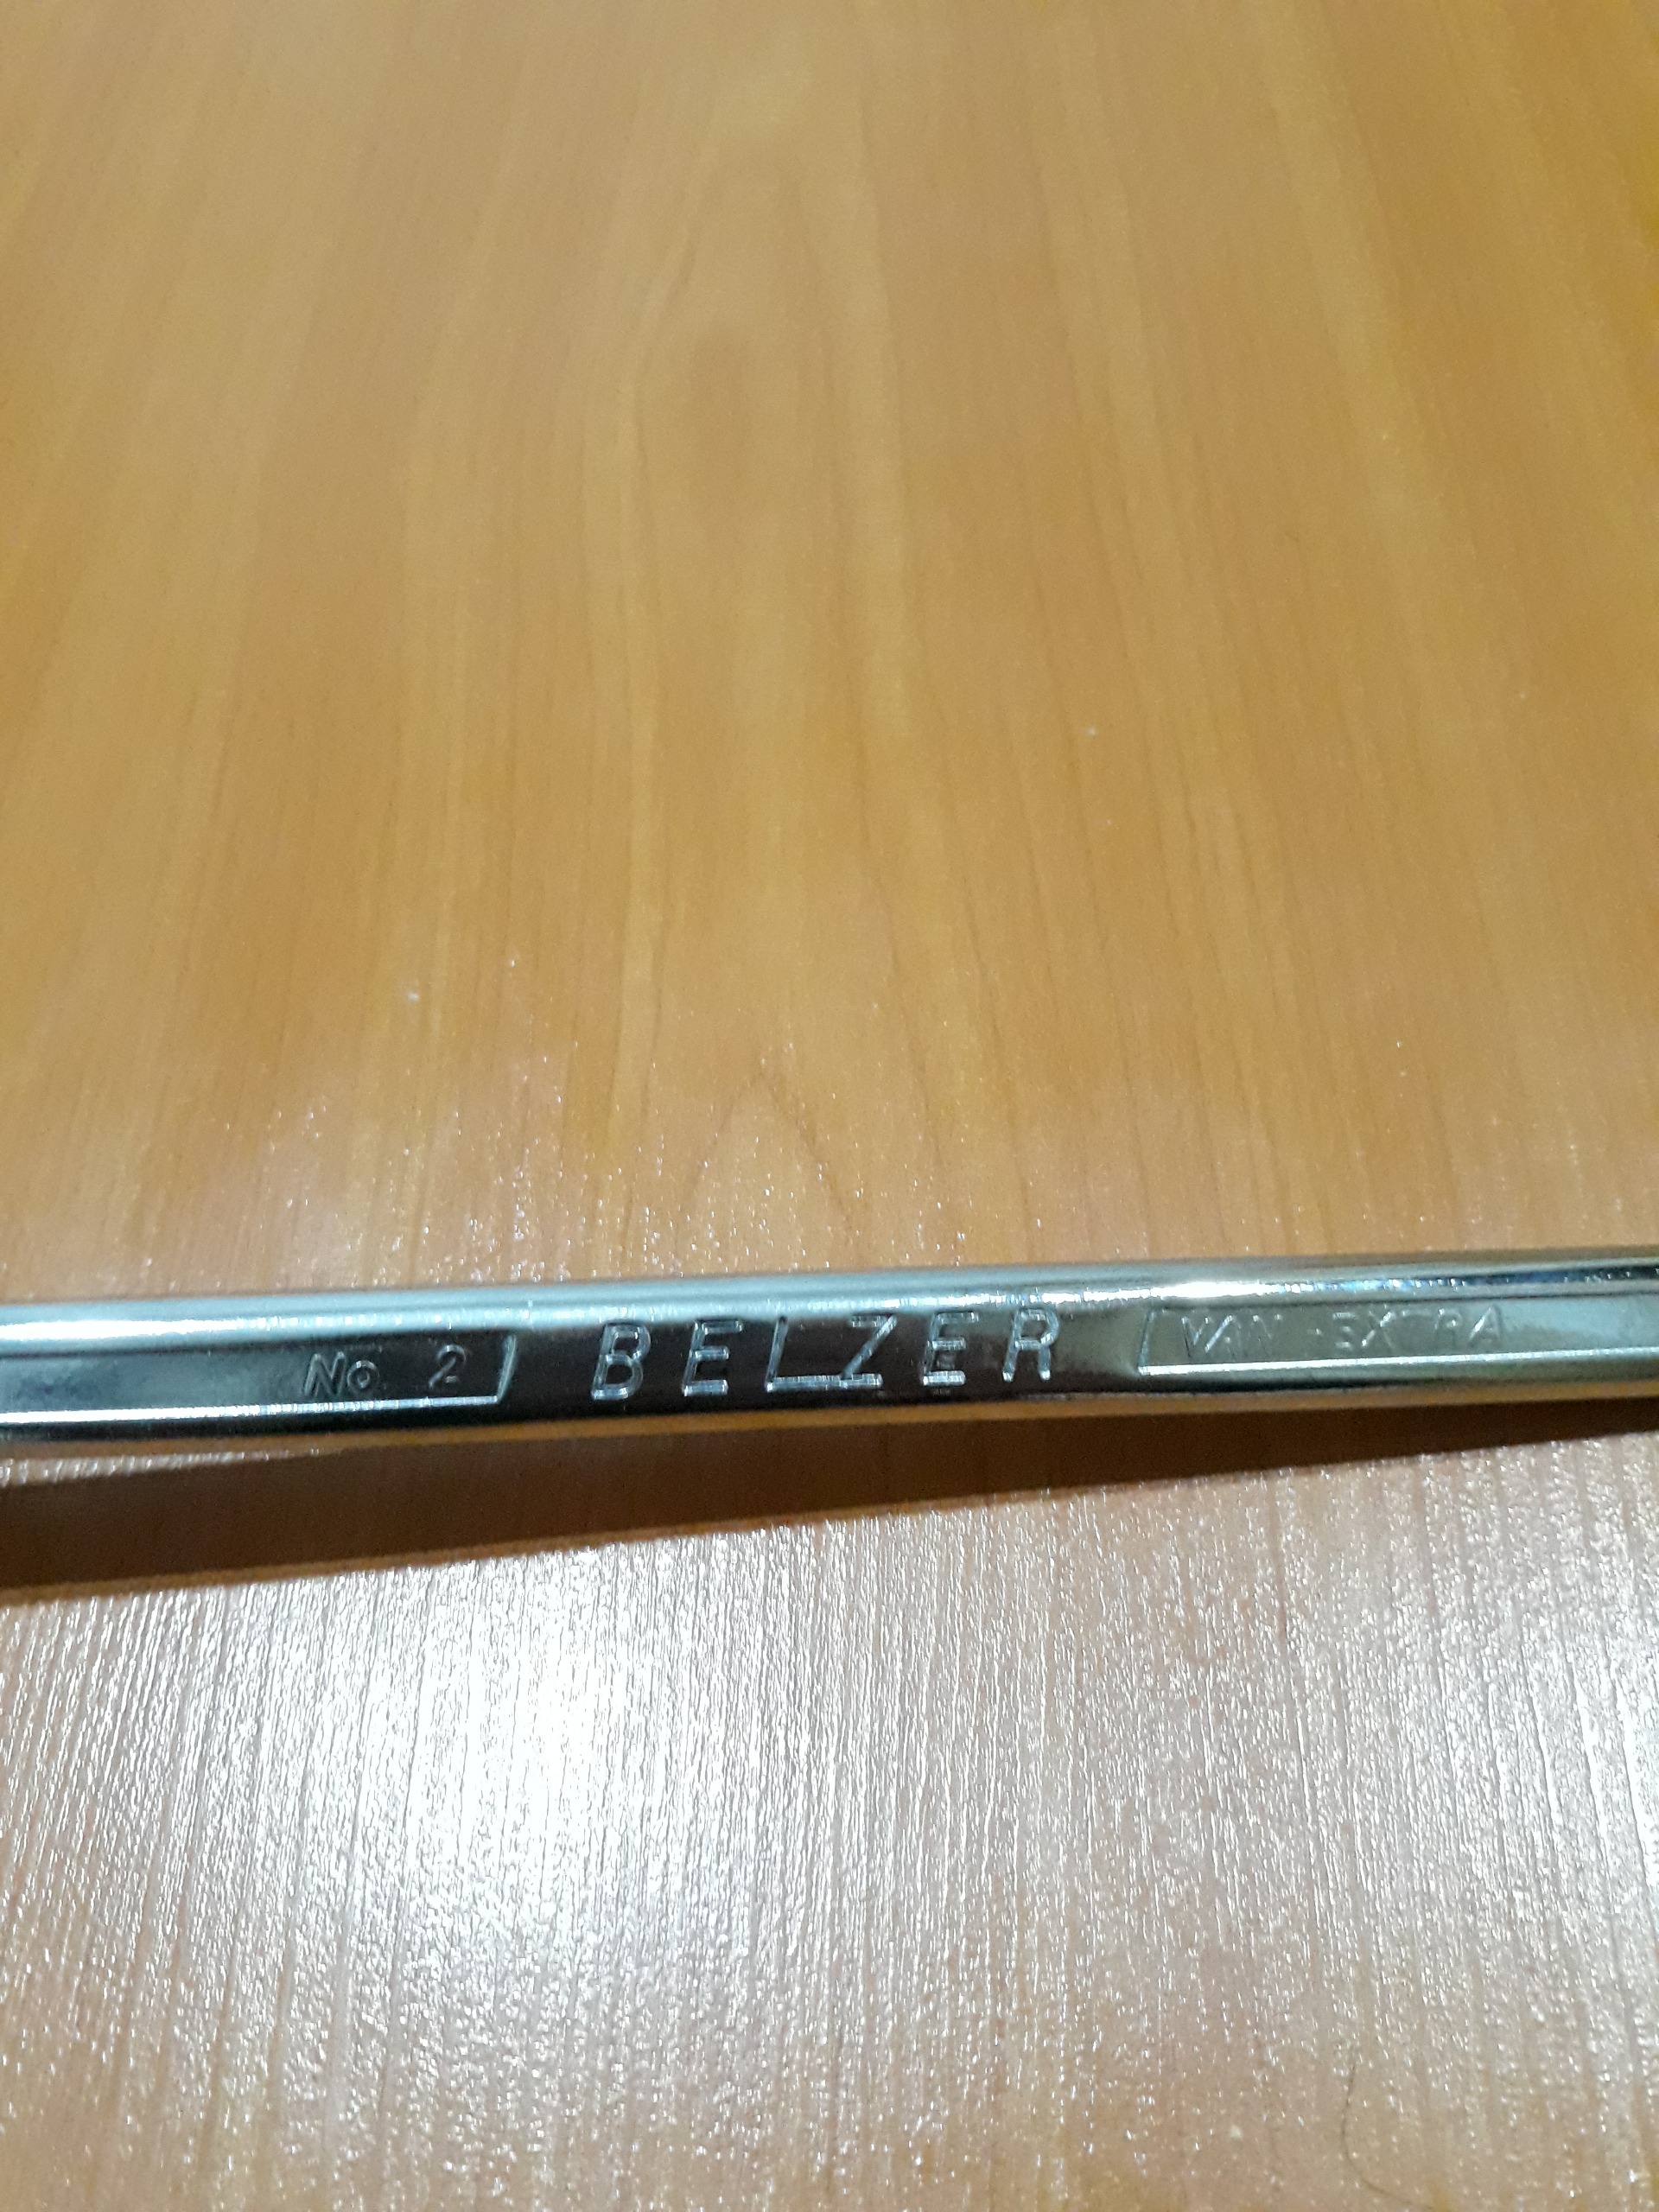 No 2 BELZER VAN-EXTRA